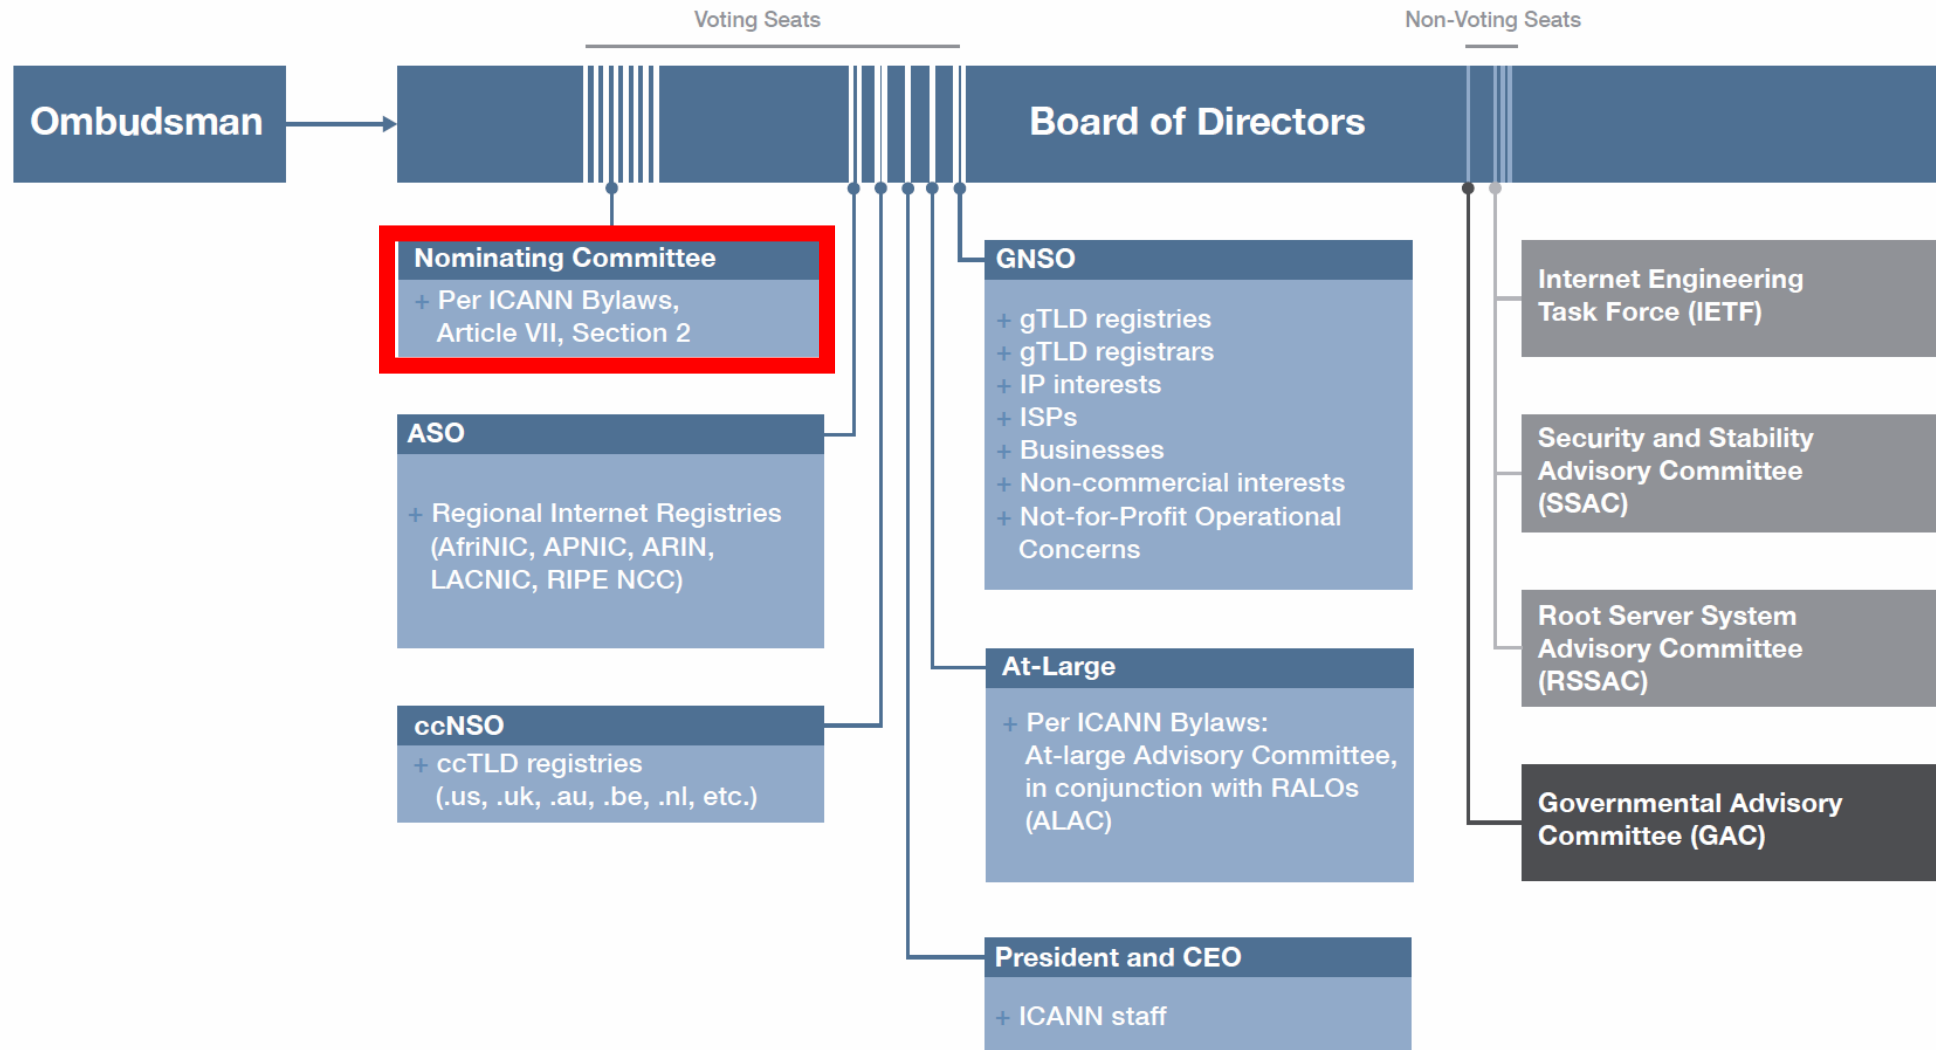 Voting Seats
Non-Voting Seats
Ombudsman
Board of Directors
Nominating Committee
+ Per ICANN Bylaws,
Article VII, Section 2
ASO
+ Regional Internet Registries
(AfriNIC, APNIC, ARIN,
LACNIC, RIPE NCC)
ccNSO
+ ccTLD registries
(.us, .uk, .au, .be, .nl, etc.)
GNSO
+ gTLD registries
+ gTLD registrars
+ IP interests
+ ISPs
+ Businesses
+ Non-commercial interests
+ Not-for-Profit Operational
Concerns
At-Large
+ Per ICANN Bylaws:
At-large Advisory Committee,
in conjunction with RALOs
(ALAC)
President and CEO
+ ICANN staff
Internet Engineering
Task Force (IETF)
Security and Stability
Advisory Committee
(SSAC)
Root Server System
Advisory Committee
(RSSAC)
Governmental Advisory
Committee (GAC)